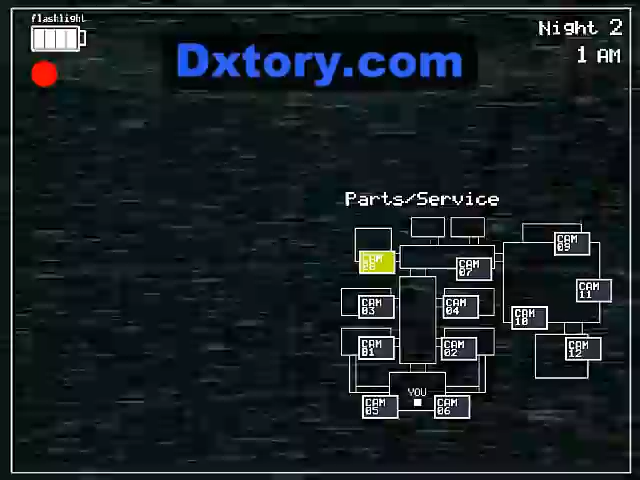 flashlight
Night 2
1 AM
Dxtory.com
Parts/Service
CAM 09
CAM 08
CAM 07
CAM 11
CAM 03
CAM 04
CAM 10
CAM 01
CAM 02
CAM 12
YOU
CAM 05
CAM 06